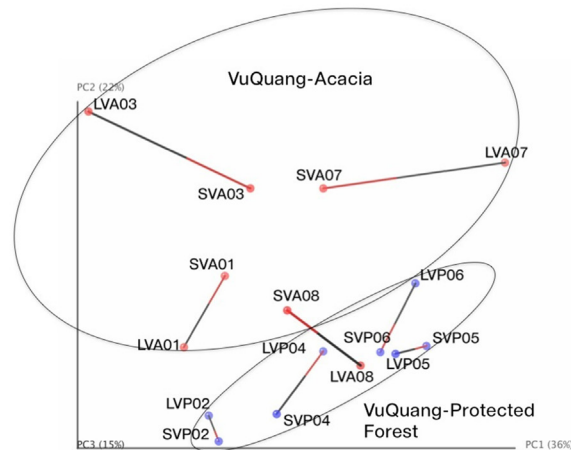 PC2 (22%)
VuQuang-Acacia
LVA03
LVA07
SVA03
SVA07
SVA01
LVP06
SVA08
LVA01
LVP04
SVP06
SVP05
LVP05
LVA08
LVP02
SVP04
VuQuang-Protected
Forest
SVP02
PC3 (15%)
PC1 (36%)